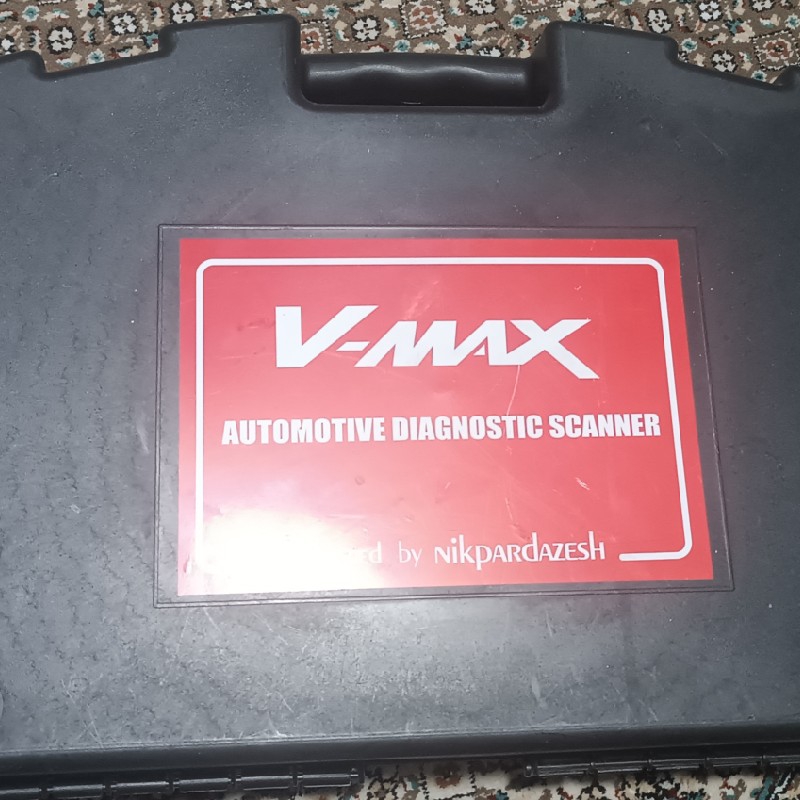 V-MAX
AUTOMOTIVE DIAGNOSTIC SCANNER
by Nikpardazesh